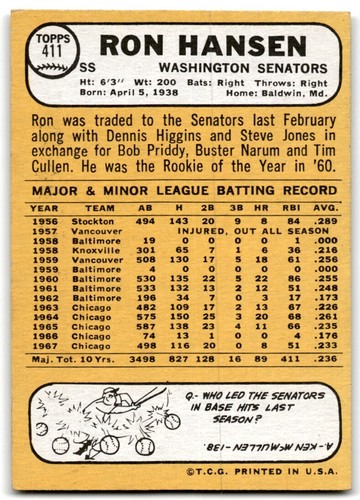 TOPPS
411
RON HANSEN
SS WASHINGTON SENATORS
Ht: 6'3" Wt: 200 Bats: Right Throws: Right
Born: April 5, 1938 Home: Baldwin, Md.
Ron was traded to the Senators last February
along with Dennis Higgins and Steve Jones in
exchange for Bob Priddy, Buster Narum and Tim
Cullen. He was the Rookie of the Year in '60.
MAJOR & MINOR LEAGUE BATTING RECORD
YEAR TEAM AB H 2B 3B HR RBI AVG.
1956 Stockton 494 143 20 9 8 84 .289
1957 Vancouver INJURED, OUT ALL SEASON
1958 Baltimore 19 0 0 0 0 1 .000
1958 Knoxville 301 65 7 1 6 36 .216
1959 Vancouver 508 130 17 5 18 61 .256
1959 Baltimore 4 0 0 0 0 0 .000
1960 Baltimore 530 135 22 5 22 86 .255
1961 Baltimore 533 132 13 2 12 51 .248
1962 Baltimore 196 34 7 0 3 17 .173
1963 Chicago 482 109 17 2 13 67 .226
1964 Chicago 575 150 25 3 20 68 .261
1965 Chicago 587 138 23 4 11 66 .235
1966 Chicago 74 13 1 0 0 4 .176
1967 Chicago 498 116 20 0 8 51 .233
Maj. Tot. 10 Yrs. 3498 827 128 16 89 411 .236
Q- WHO LED THE SENATORS
IN BASE HITS LAST
SEASON?
A-KEN McMULLEN-138.
©T.C.G. PRINTED IN U.S.A.